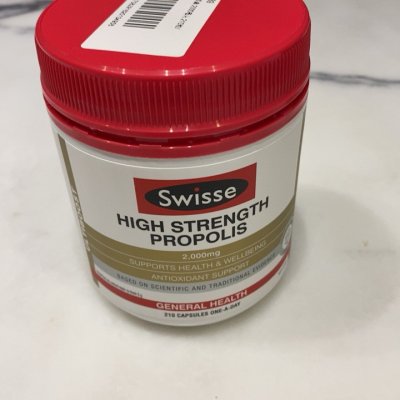 Swisse
HIGH STRENGTH
PROPOLIS
2,000mg
SUPPORTS HEALTH & WELLBEING
ANTIOXIDANT SUPPORT
BASED ON SCIENTIFIC AND TRADITIONAL EVIDENCE
GENERAL HEALTH
210 CAPSULES ONE-A-DAY